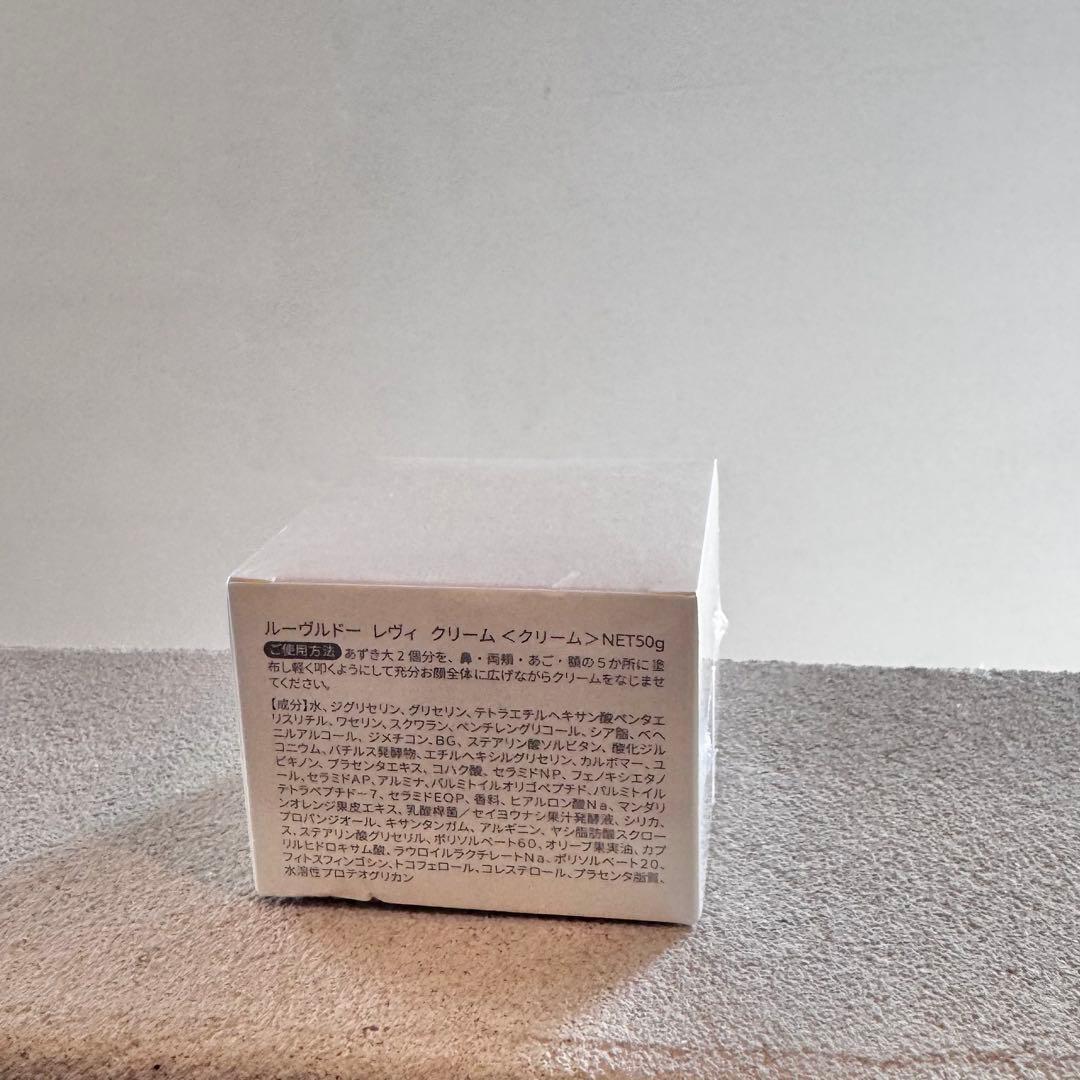 ルーヴルドー レヴィ クリーム＜クリーム＞NET50g
ご使用方法 あずき大2個分を、鼻・両頬・あご・額の5か所に塗
布し軽く叩くようにして充分お顔全体に広げながらクリームをなじませ
てください。
【成分】水、ジグリセリン、グリセリン、テトラエチルヘキサン酸ペンタエ
リスリチル、ワセリン、スクワラン、ペンチレングリコール、シア脂、ベヘ
ニルアルコール、ジメチコン、BG、ステアリン酸ソルビタン、酸化ジル
コニウム、バチルス発酵物、エチルヘキシルグリセリン、カルボマー、ユ
ビキノン、プラセンタエキス、コハク酸、セラミドNP、フェノキシエタノ
ール、セラミドAP、アルミナ、パルミトイルオリゴペプチド、パルミトイル
テトラペプチド-7、セラミドEOP、香料、ヒアルロン酸Na、マンダリ
ンオレンジ果皮エキス、乳酸桿菌／セイヨウナシ果汁発酵液、シリカ、
プロパンジオール、キサンタンガム、アルギニン、ヤシ脂肪酸スクロー
ス、ステアリン酸グリセリル、ポリソルベート60、オリーブ果実油、カプ
リルヒドロキサム酸、ラウロイルラクチレートNa、ポリソルベート20、
フィトスフィンゴシン、トコフェロール、コレステロール、プラセンタ脂質、
水溶性プロテオグリカン